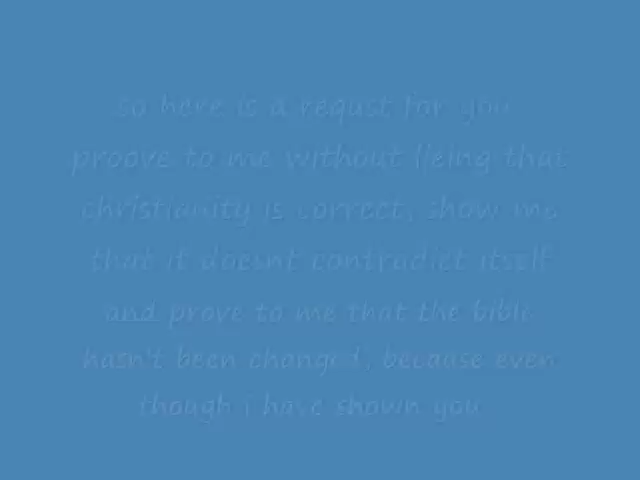 so here is a requst for you
proove to me without lieing that
christianity is correct, show me
that it doesnt contradict itself
and prove to me that the bible
hasn't been changed, because even
though i have shown you